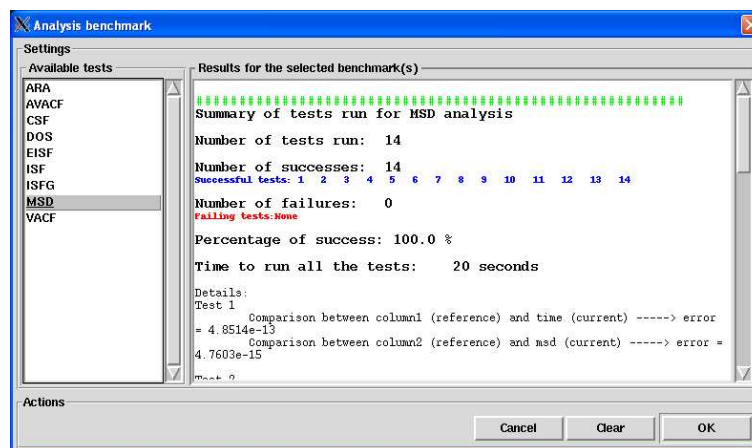 Analysis benchmark
Settings
Available tests
ARA
AVACF
CSF
DOS
EISF
ISF
ISFG
MSD
VACF
Results for the selected benchmark(s)
########################################################
Summary of tests run for MSD analysis
Number of tests run: 14
Number of successes: 14
Successful tests: 1 2 3 4 5 6 7 8 9 10 11 12 13 14
Number of failures: 0
Failing tests:None
Percentage of success: 100.0 %
Time to run all the tests: 20 seconds
Details:
Test 1
Comparison between column1 (reference) and time (current) -----> error
= 4.8514e-13
Comparison between column2 (reference) and msd (current) -----> error =
4.7603e-15
Test 2
Actions
Cancel
Clear
OK